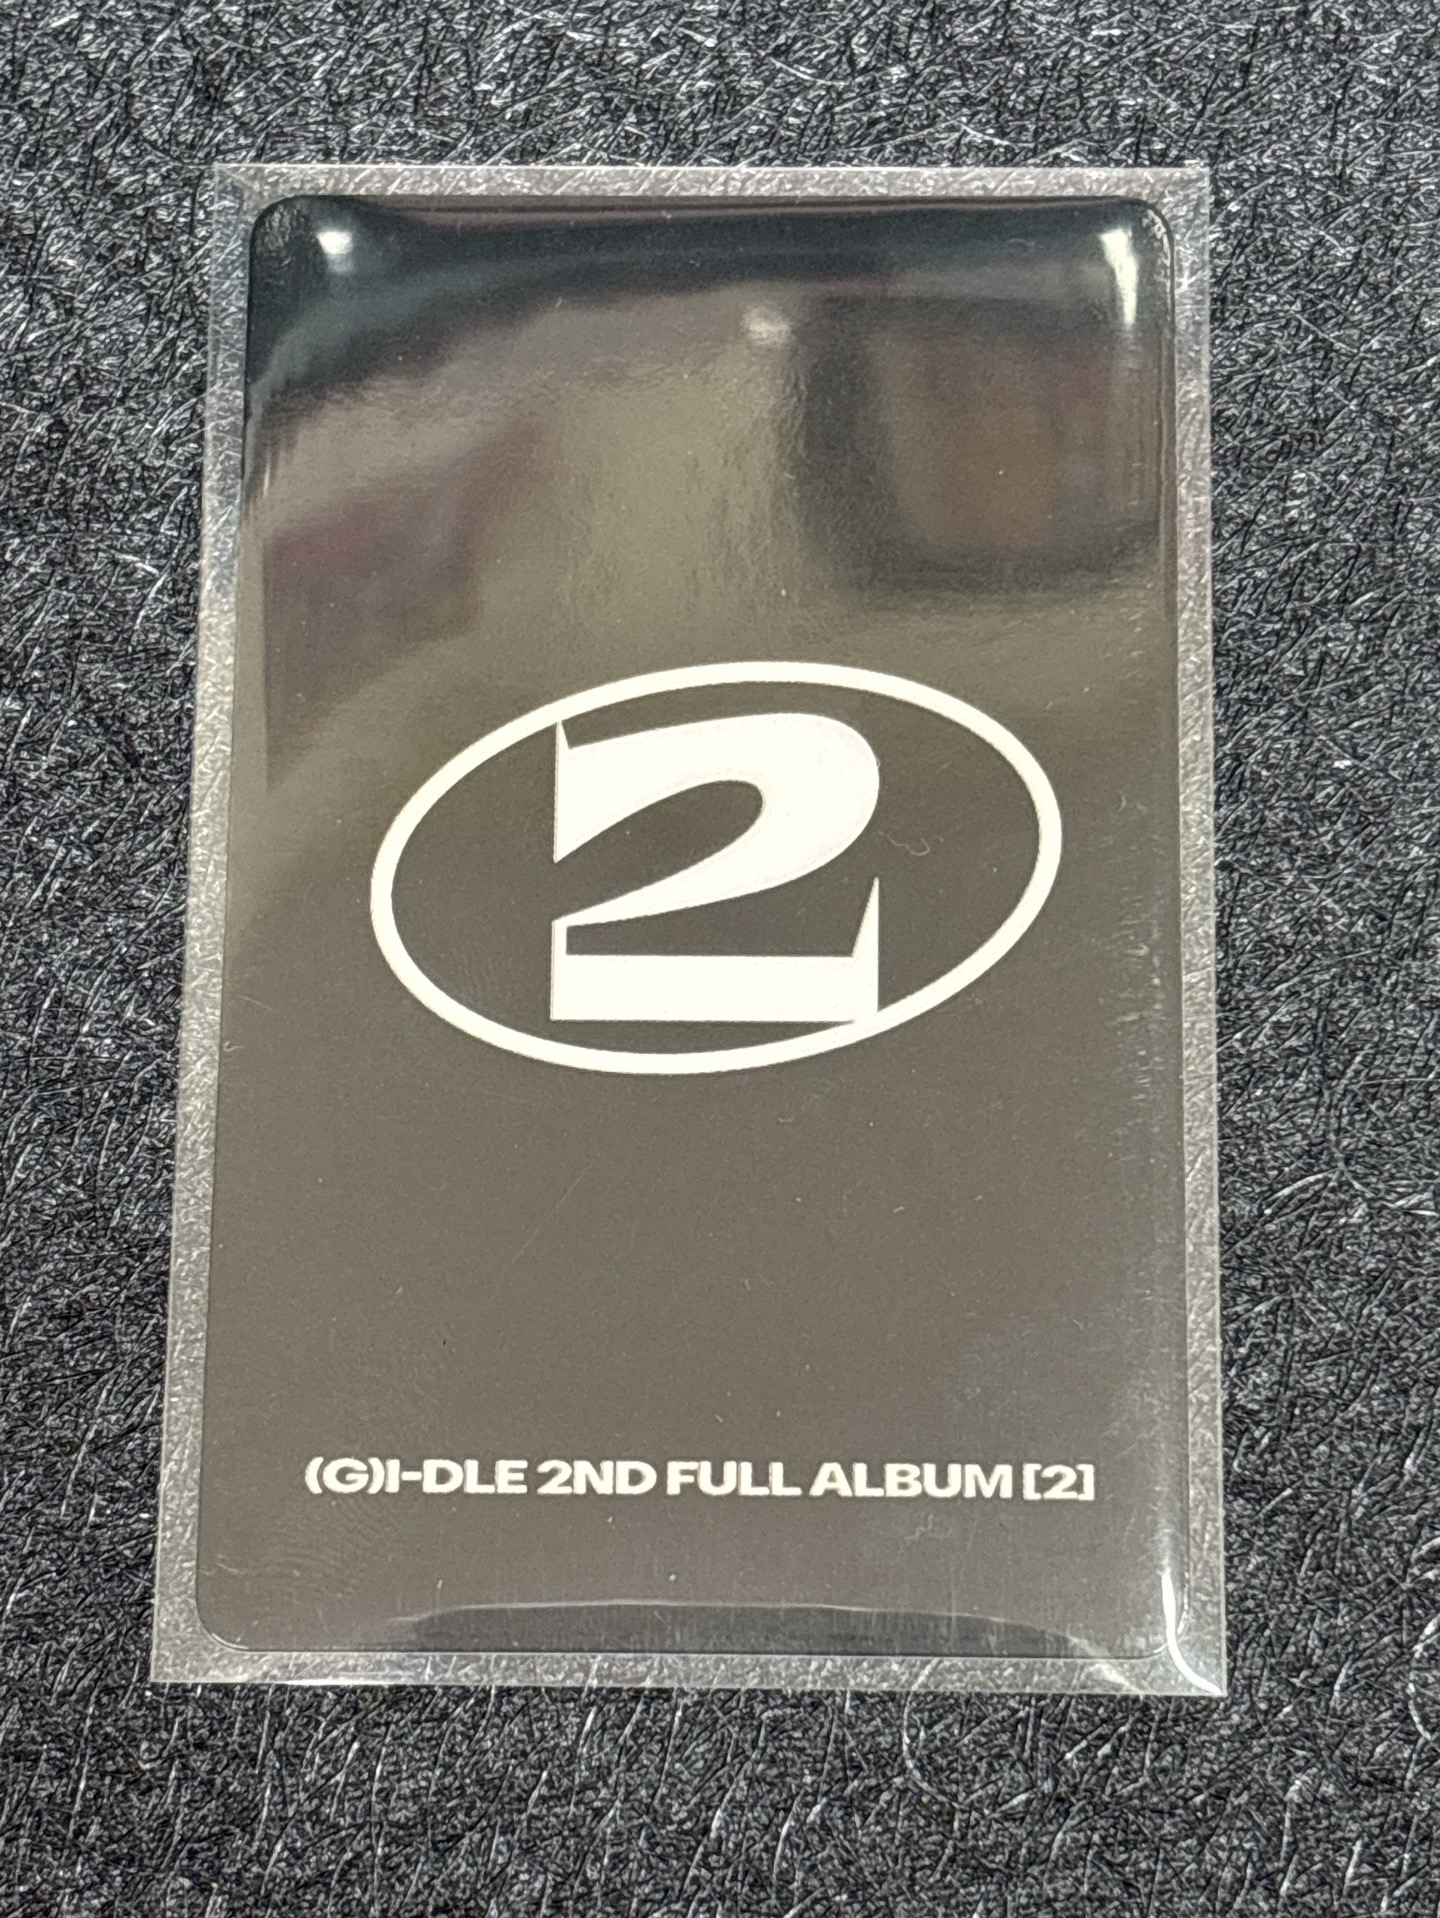 2
(G)I-DLE 2ND FULL ALBUM [2]